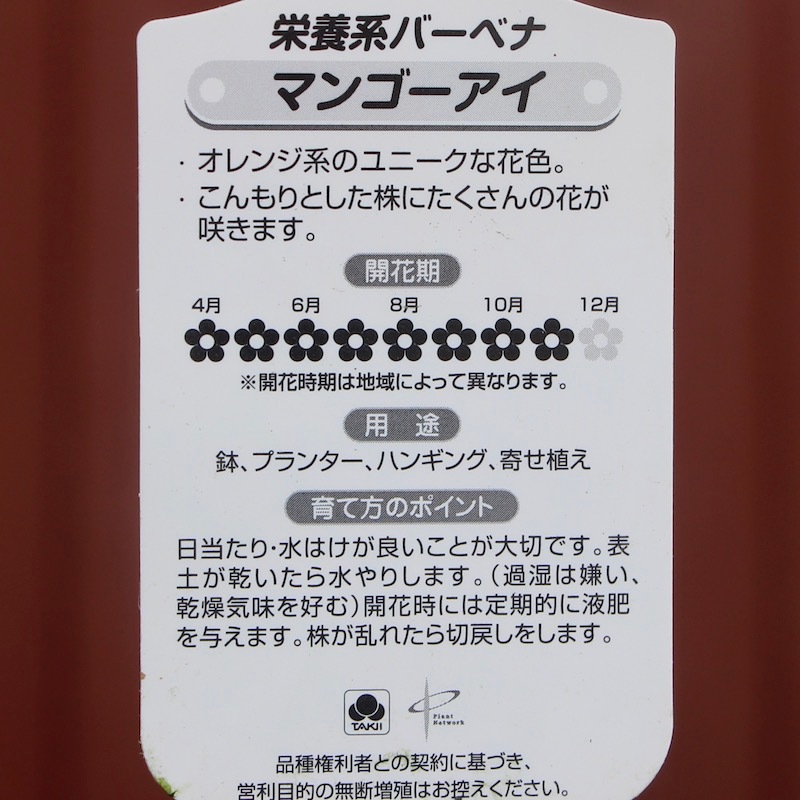 栄養系バーベナ
マンゴーアイ
・オレンジ系のユニークな花色。
・こんもりとした株にたくさんの花が
咲きます。
開花期
4月 6月 8月 10月 12月
※開花時期は地域によって異なります。
用 途
鉢、プランター、ハンギング、寄せ植え
育て方のポイント
日当たり・水はけが良いことが大切です。表
土が乾いたら水やりします。(過湿は嫌い、
乾燥気味を好む)開花時には定期的に液肥
を与えます。株が乱れたら切戻しをします。
TAKII Plant Network
品種権利者との契約に基づき、
営利目的の無断増殖はお控えください。